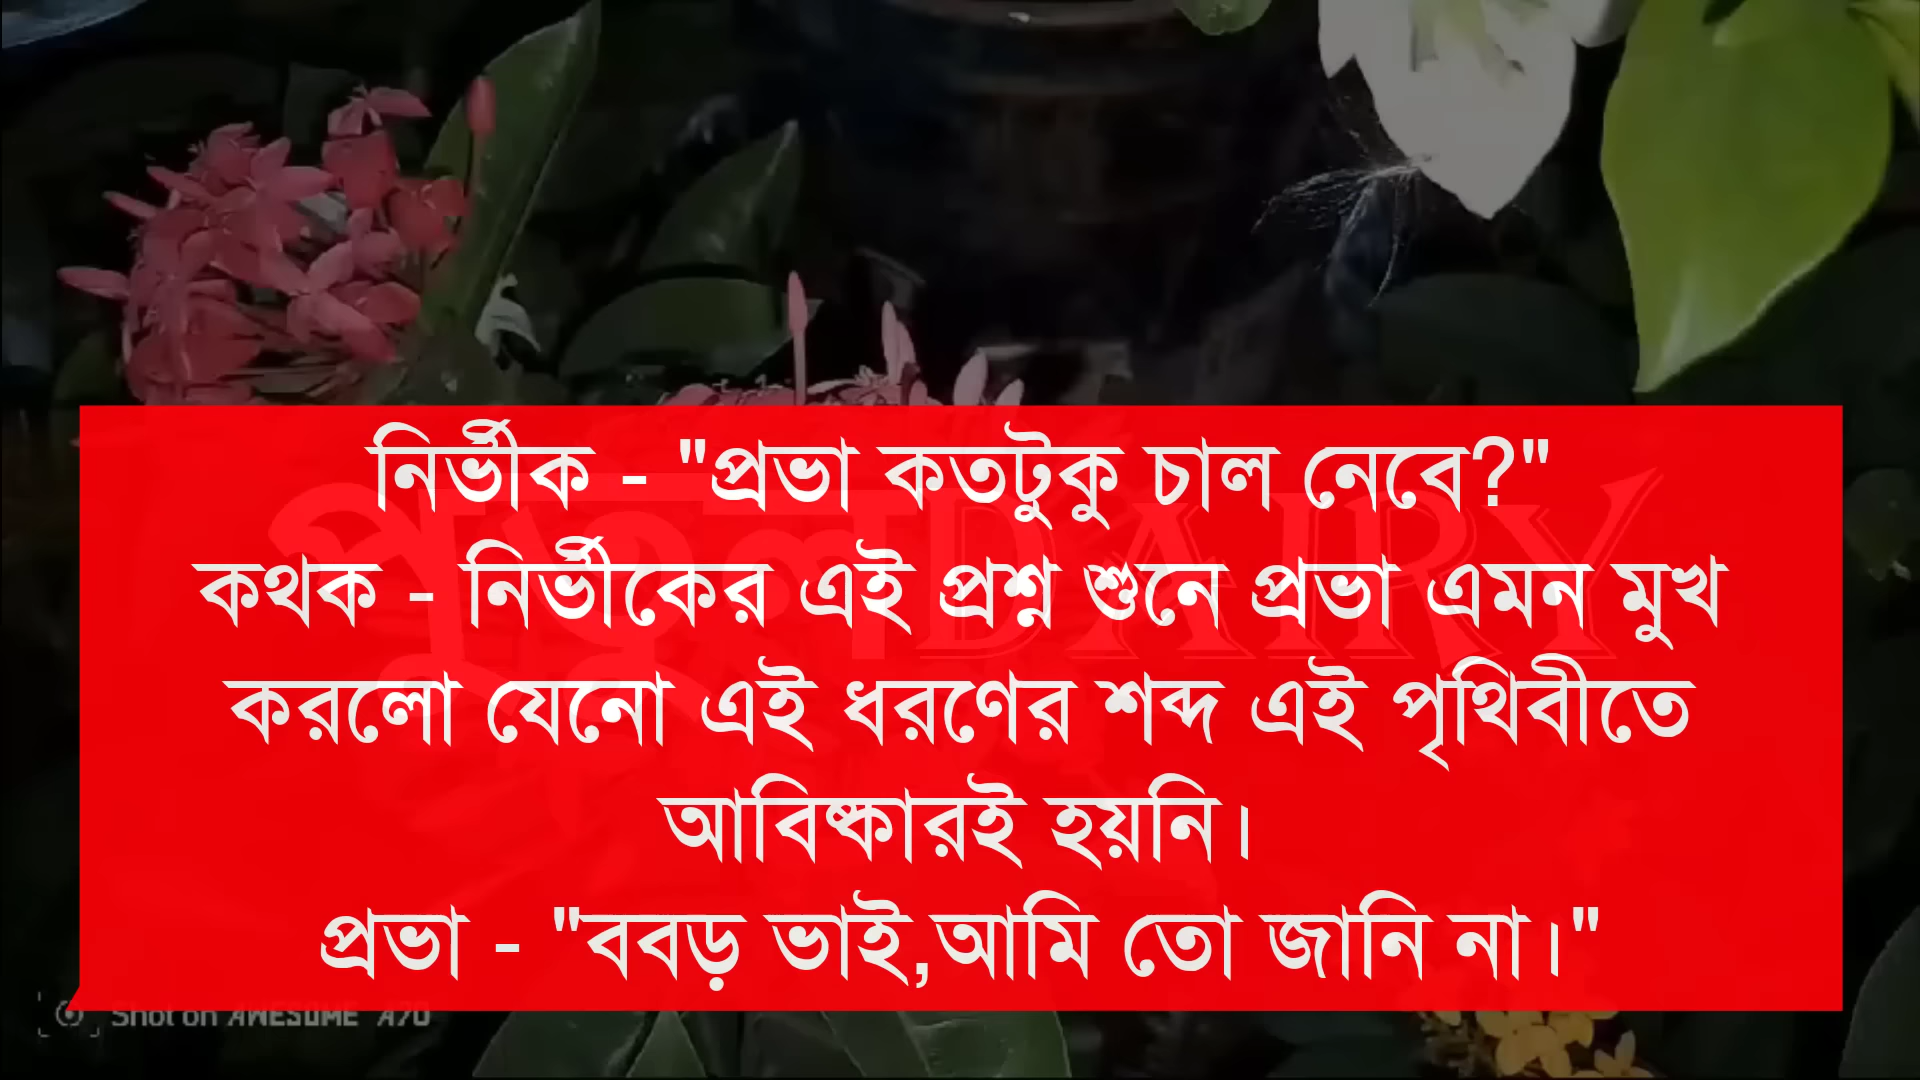 নির্ভীক - "প্রভা কতটুকু চাল নেবে?"
কথক - নির্ভীকের এই প্রশ্ন শুনে প্রভা এমন মুখ
করলো যেনো এই ধরণের শব্দ এই পৃথিবীতে
আবিষ্কারই হয়নি।
প্রভা - "ববড় ভাই,আমি তো জানি না।"
পুতুল DAIRY
Shot on AWESOME A70